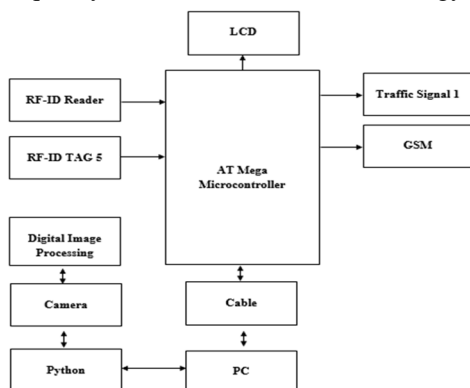 LCD
RF-ID Reader
Traffic Signal 1
GSM
RF-ID TAG 5
AT Mega
Microcontroller
Digital Image
Processing
Camera
Cable
Python
PC